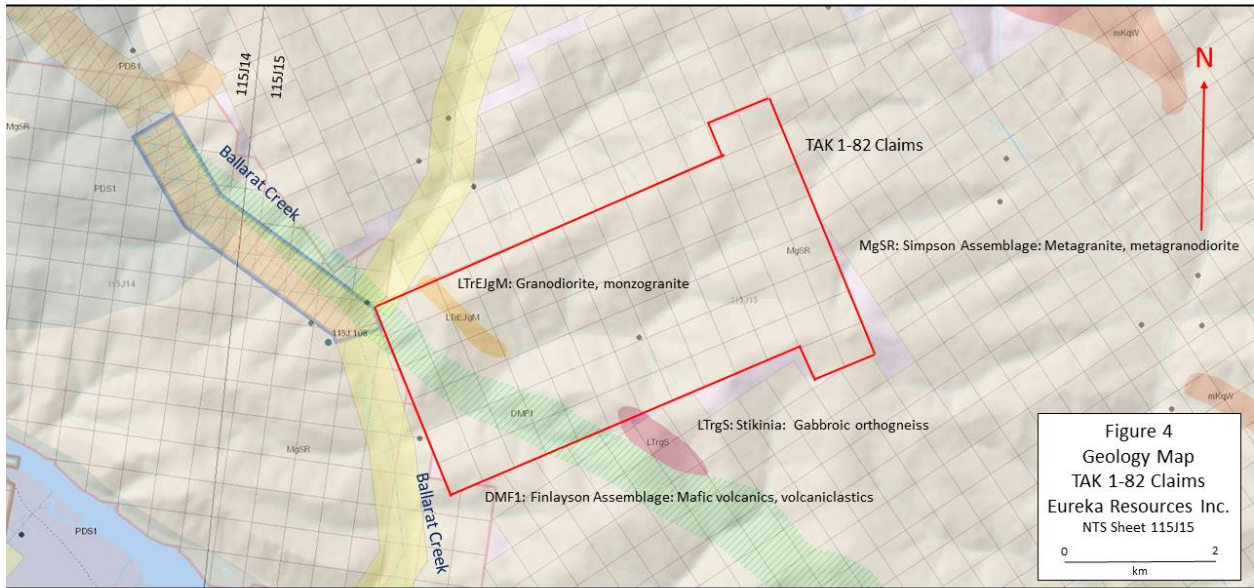 mKqW
PDS1
115J14
115J15
N
MgSR
Ballarat Creek
TAK 1-82 Claims
PDS1
MgSR
MgSR: Simpson Assemblage: Metagranite, metagranodiorite
115J14
LTrEJgM: Granodiorite, monzogranite
115J15
LTrEJgM
115J 108
mKqW
DMF1
LTrgS: Stikinia: Gabbroic orthogneiss
LTrgS
MgSR
DMF1: Finlayson Assemblage: Mafic volcanics, volcaniclastics
Ballarat Creek
PDS1
Figure 4
Geology Map
TAK 1-82 Claims
Eureka Resources Inc.
NTS Sheet 115J15
0 2
km